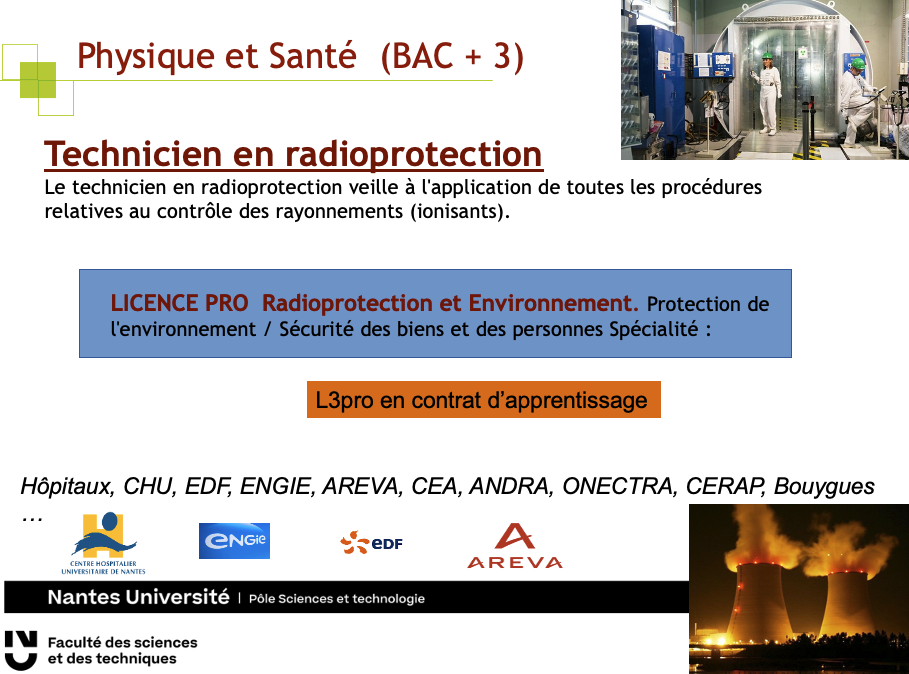 Physique et Santé (BAC + 3)
Technicien en radioprotection
Le technicien en radioprotection veille à l'application de toutes les procédures
relatives au contrôle des rayonnements (ionisants).
LICENCE PRO Radioprotection et Environnement. Protection de
l'environnement / Sécurité des biens et des personnes Spécialité :
L3pro en contrat d’apprentissage
Hôpitaux, CHU, EDF, ENGIE, AREVA, CEA, ANDRA, ONECTRA, CERAP, Bouygues
…
CENTRE HOSPITALIER
UNIVERSITAIRE DE NANTES
ENGIE
EDF
AREVA
Nantes Université | Pôle Sciences et technologie
Faculté des sciences
et des techniques